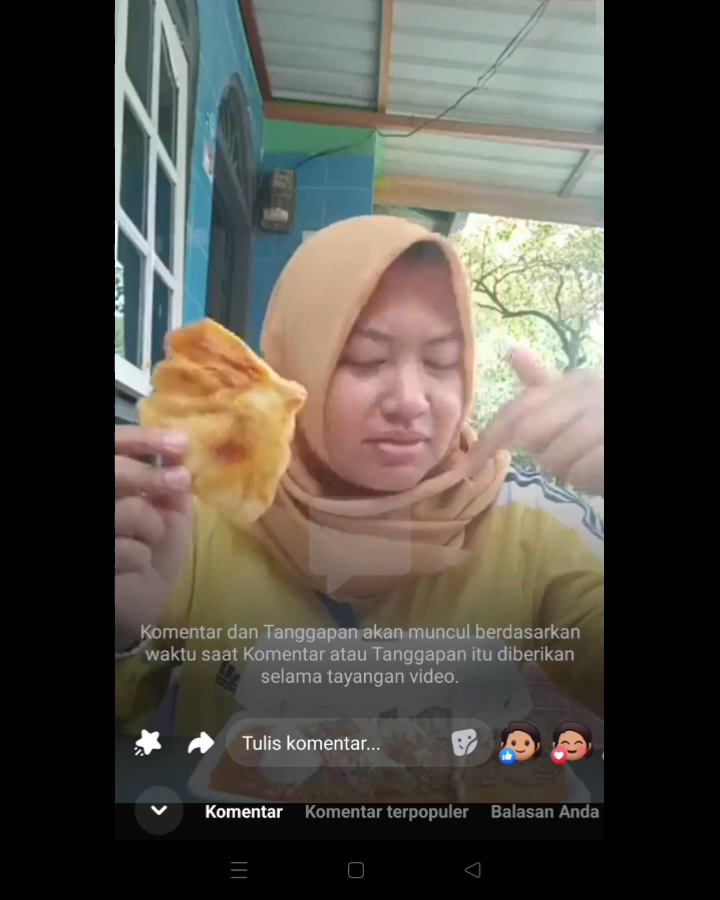 Komentar dan Tanggapan akan muncul berdasarkan
waktu saat Komentar atau Tanggapan itu diberikan
selama tayangan video.
Tulis komentar...
Komentar Komentar terpopuler Balasan Anda